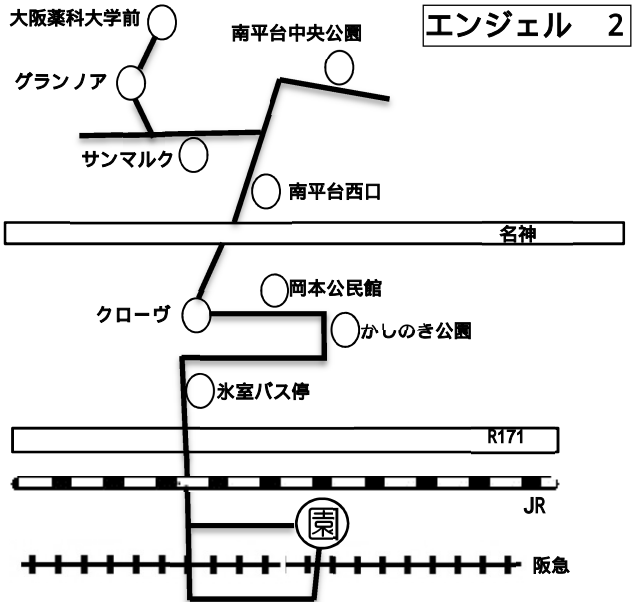 エンジェル 2
大阪薬科大学前
南平台中央公園
グランノア
サンマルク
南平台西口
名神
岡本公民館
クローヴ
かしのき公園
氷室バス停
R171
JR
園
阪急